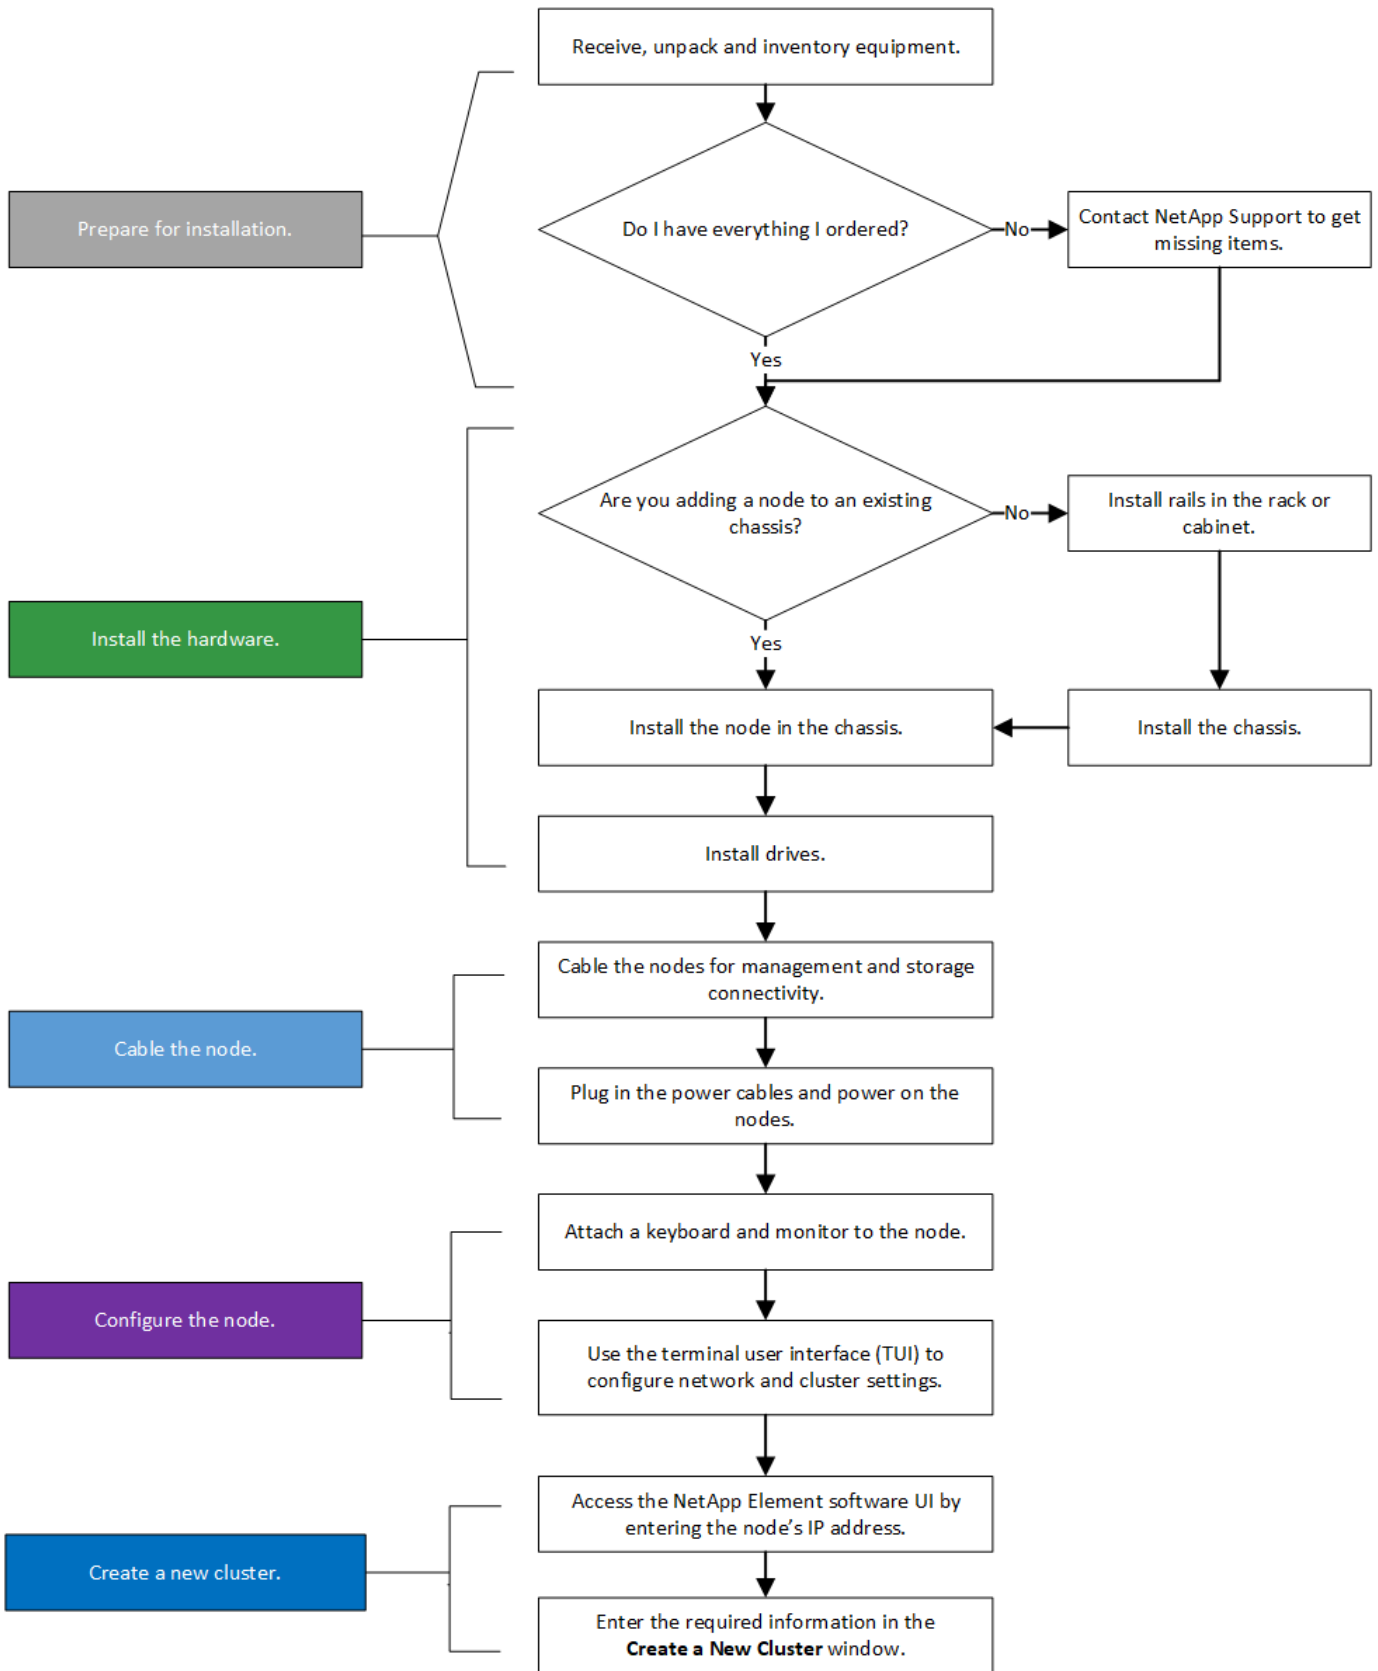 Receive, unpack and inventory equipment.
Prepare for installation.
Do I have everything I ordered?
No
Contact NetApp Support to get
missing items.
Yes
Are you adding a node to an existing
chassis?
No
Install rails in the rack or
cabinet.
Install the hardware.
Yes
Install the node in the chassis.
Install the chassis.
Install drives.
Cable the nodes for management and storage
connectivity.
Cable the node.
Plug in the power cables and power on the
nodes.
Attach a keyboard and monitor to the node.
Configure the node.
Use the terminal user interface (TUI) to
configure network and cluster settings.
Access the NetApp Element software UI by
entering the node’s IP address.
Create a new cluster.
Enter the required information in the
Create a New Cluster window.